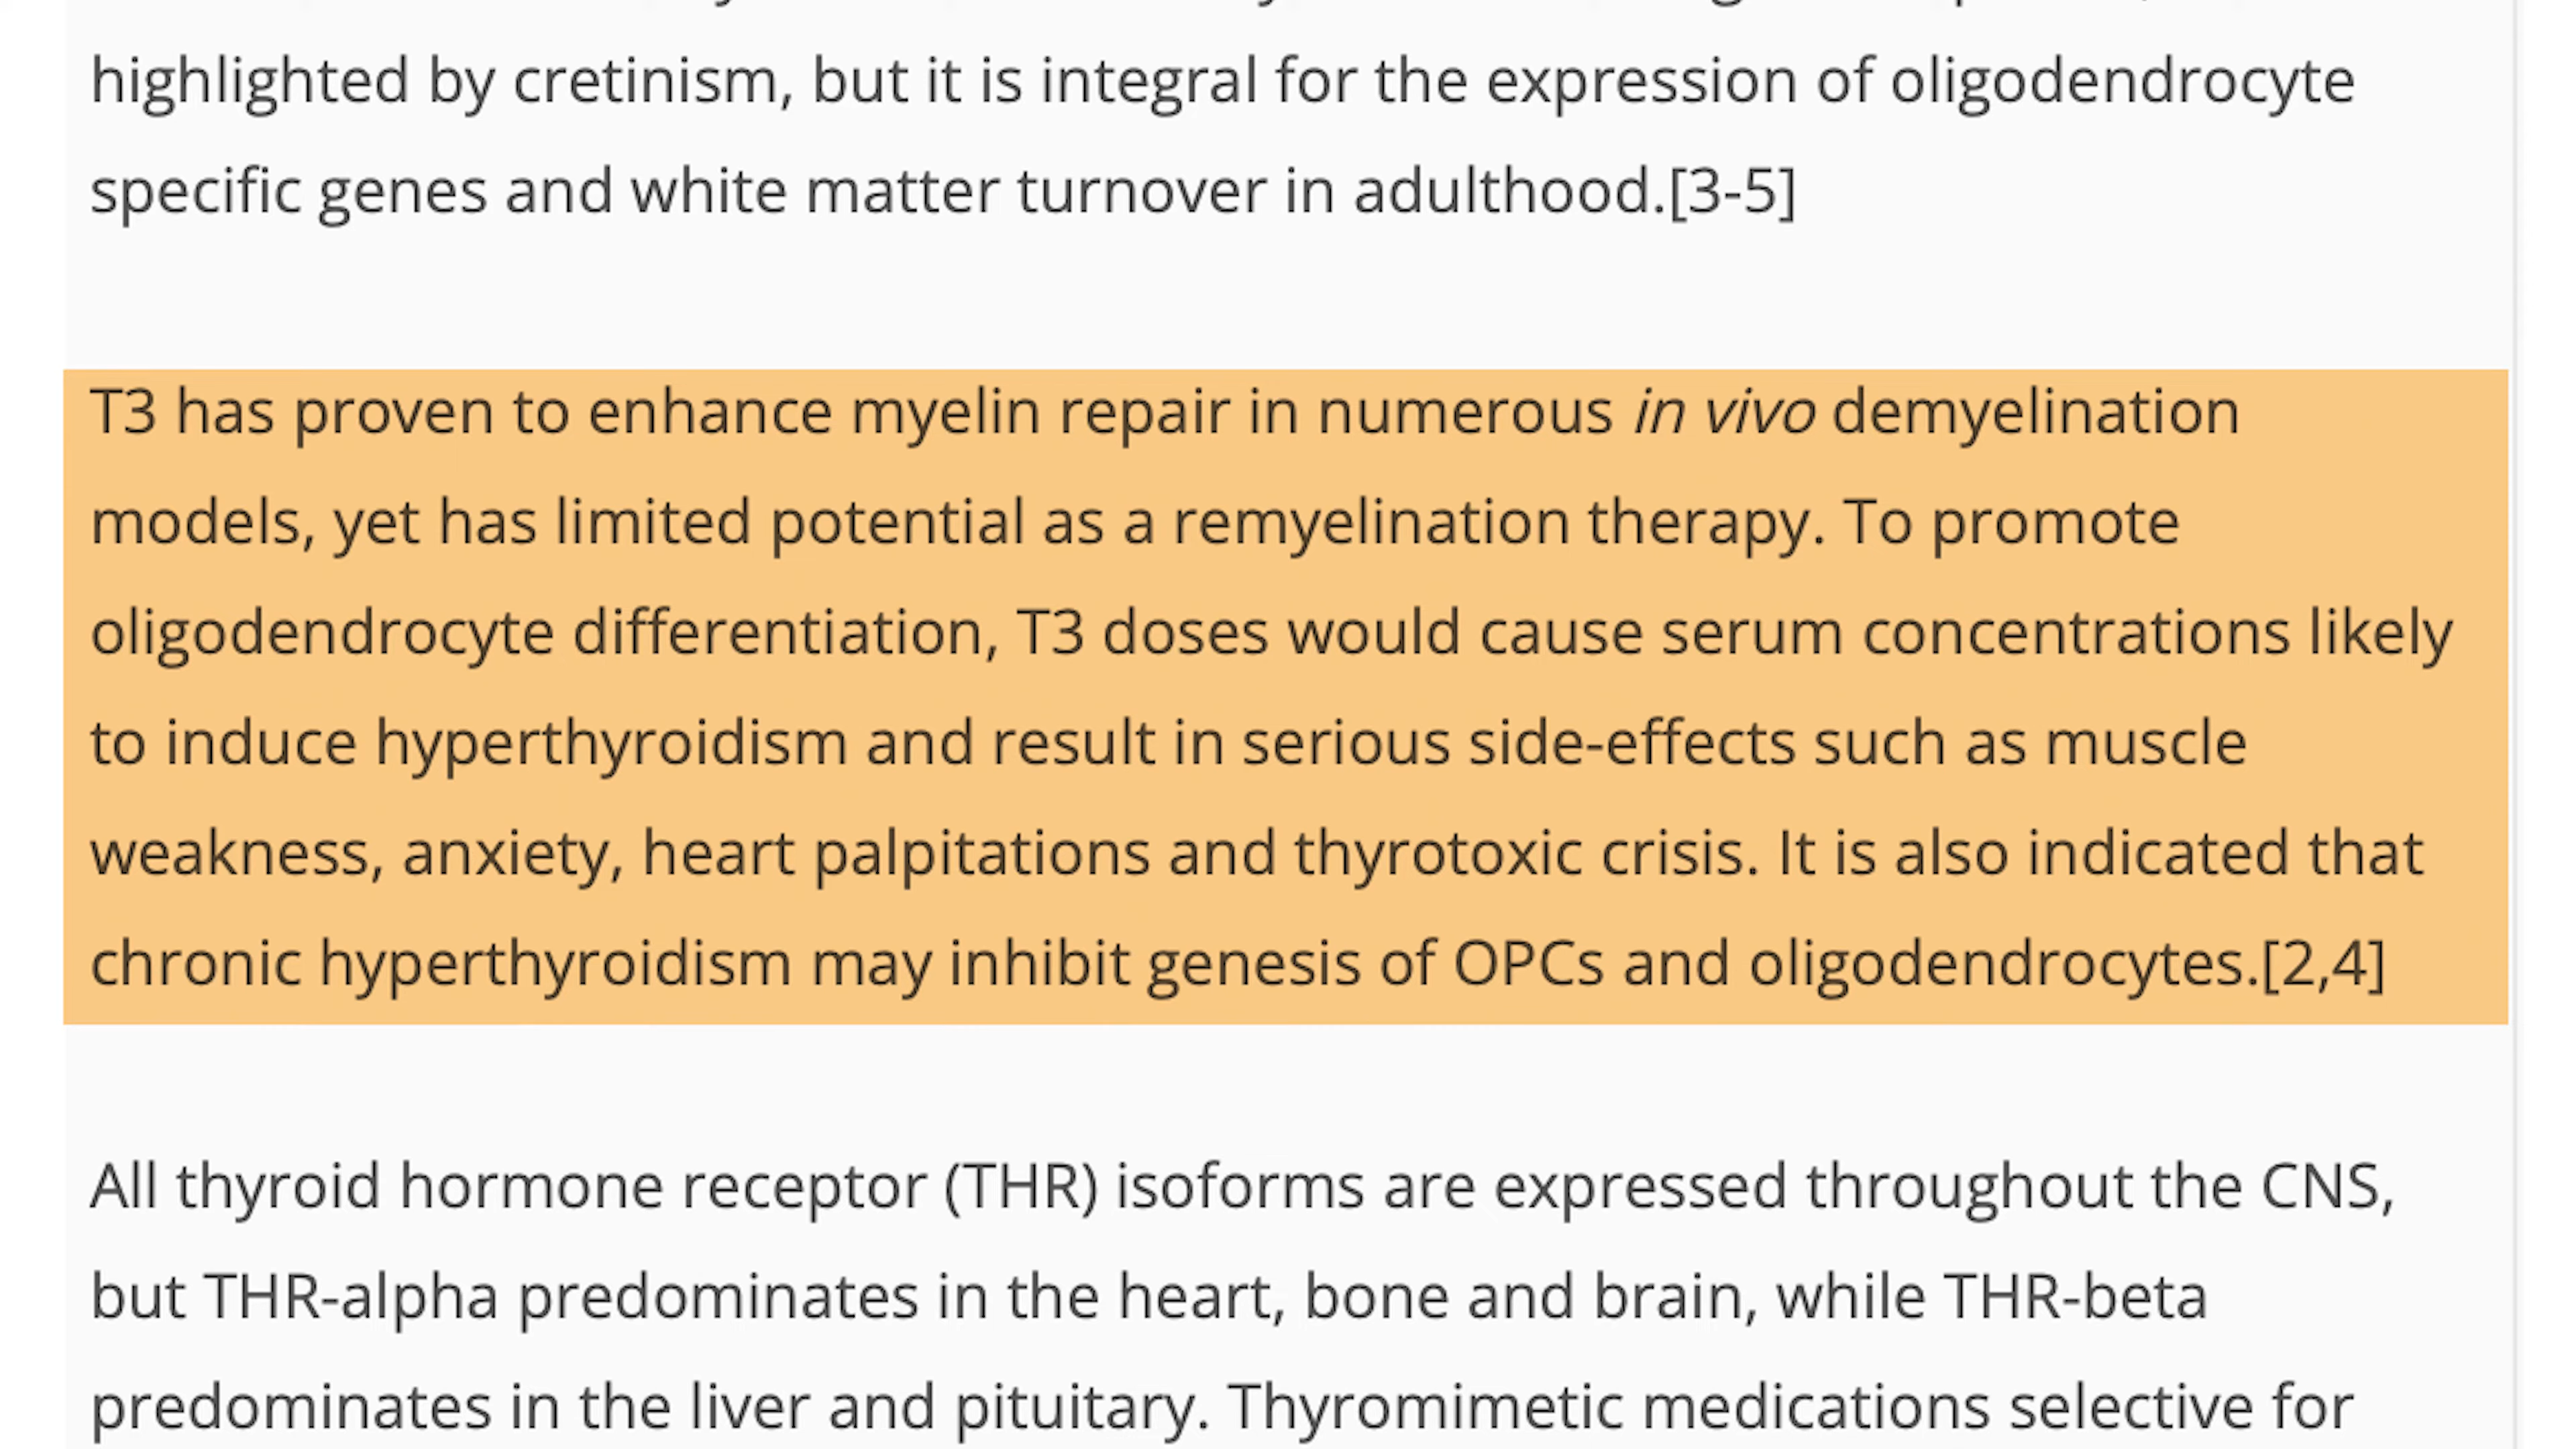 highlighted by cretinism, but it is integral for the expression of oligodendrocyte
specific genes and white matter turnover in adulthood.[3-5]
T3 has proven to enhance myelin repair in numerous in vivo demyelination
models, yet has limited potential as a remyelination therapy. To promote
oligodendrocyte differentiation, T3 doses would cause serum concentrations likely
to induce hyperthyroidism and result in serious side-effects such as muscle
weakness, anxiety, heart palpitations and thyrotoxic crisis. It is also indicated that
chronic hyperthyroidism may inhibit genesis of OPCs and oligodendrocytes.[2,4]
All thyroid hormone receptor (THR) isoforms are expressed throughout the CNS,
but THR-alpha predominates in the heart, bone and brain, while THR-beta
predominates in the liver and pituitary. Thyromimetic medications selective for